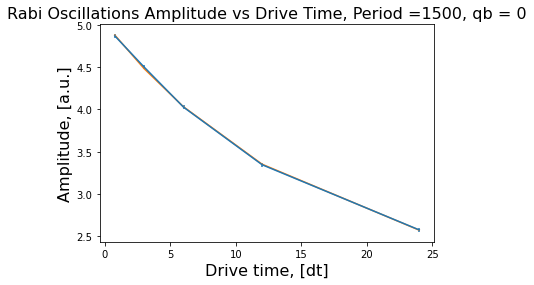 Rabi Oscillations Amplitude vs Drive Time, Period =1500, qb = 0
5.0
4.5
4.0
3.5
3.0
2.5
Amplitude, [a.u.]
0 5 10 15 20 25
Drive time, [dt]